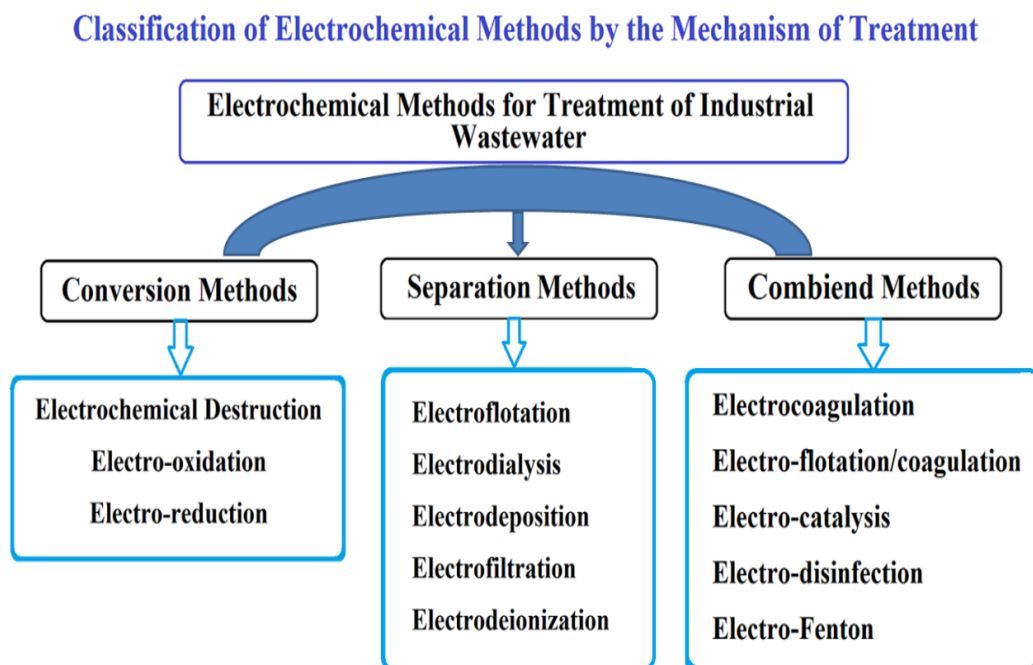 Classification of Electrochemical Methods by the Mechanism of Treatment
Electrochemical Methods for Treatment of Industrial
Wastewater
Conversion Methods
Separation Methods
Combiend Methods
Electrochemical Destruction
Electro-oxidation
Electro-reduction
Electroflotation
Electrodialysis
Electrodeposition
Electrofiltration
Electrodeionization
Electrocoagulation
Electro-flotation/coagulation
Electro-catalysis
Electro-disinfection
Electro-Fenton